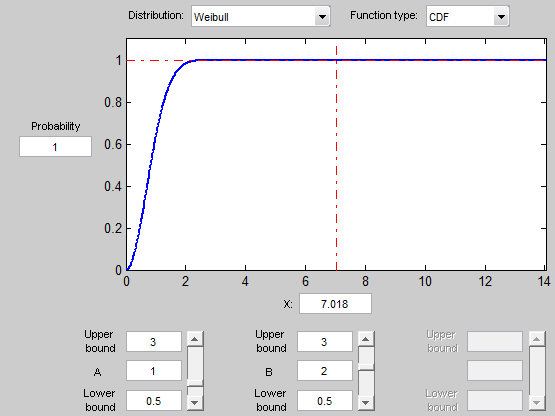 Distribution: Weibull Function type: CDF
1
0.8
0.6
0.4
0.2
0
Probability
1
0 2 4 6 8 10 12 14
X: 7.018
Upper bound 3 Upper bound 3 Upper bound
A 1 B 2
Lower bound 0.5 Lower bound 0.5 Lower bound